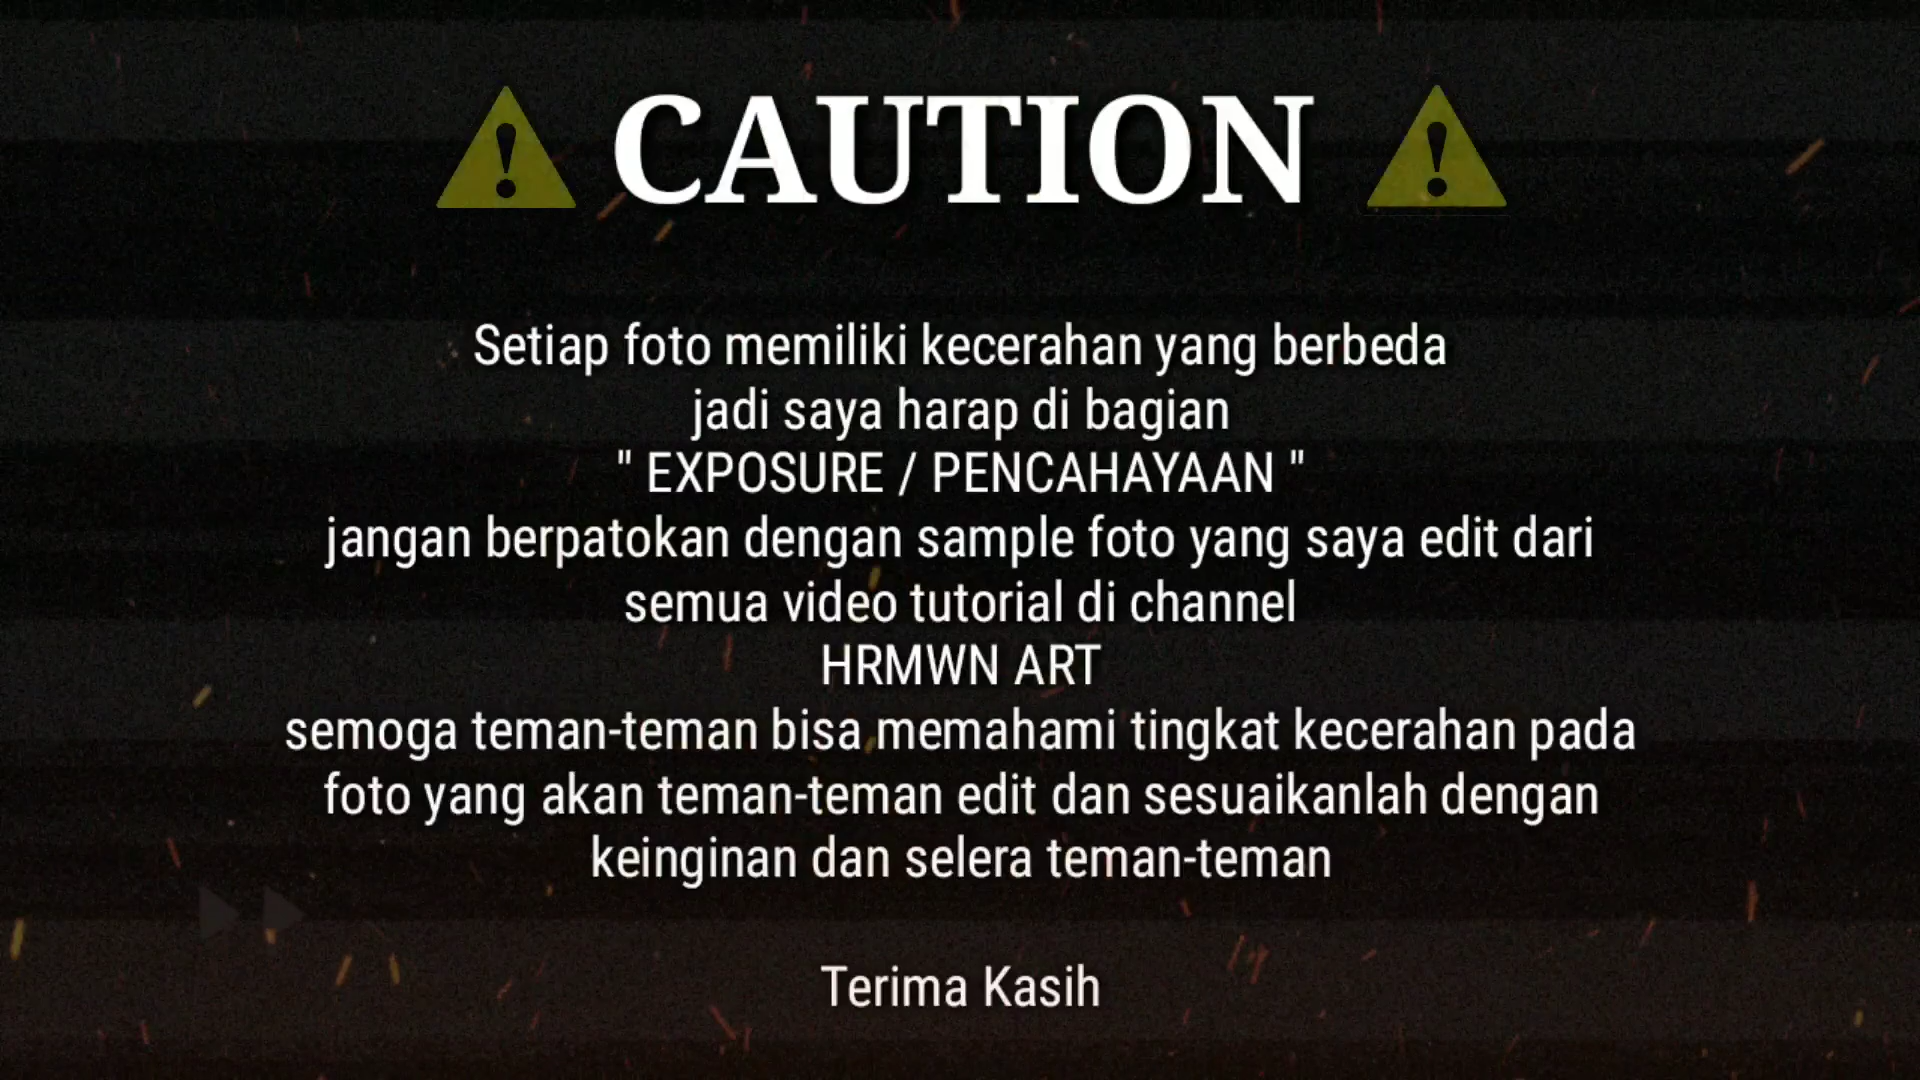 CAUTION
Setiap foto memiliki kecerahan yang berbeda
jadi saya harap di bagian
" EXPOSURE / PENCAHAYAAN "
jangan berpatokan dengan sample foto yang saya edit dari
semua video tutorial di channel
HRMWN ART
semoga teman-teman bisa memahami tingkat kecerahan pada
foto yang akan teman-teman edit dan sesuaikanlah dengan
keinginan dan selera teman-teman
Terima Kasih